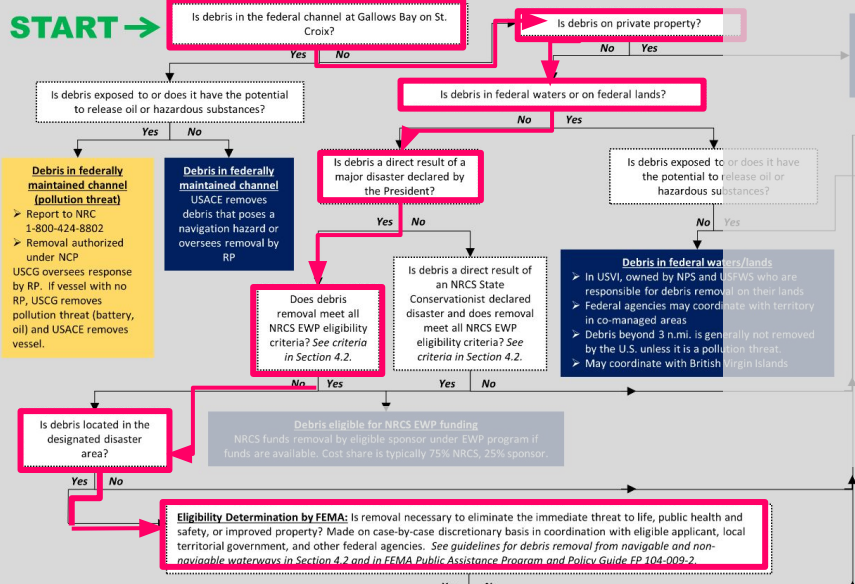 START
Is debris in the federal channel at Gallows Bay on St.
Croix?
Is debris on private property?
Yes No
No Yes
Is debris exposed to or does it have the potential
to release oil or hazardous substances?
Is debris in federal waters or on federal lands?
Yes No
No Yes
Debris in federally
maintained channel
(pollution threat)
➢ Report to NRC
1-800-424-8802
➢ Removal authorized
under NCP
USCG oversees response
by RP. If vessel with no
RP, USCG removes
pollution threat (battery,
oil) and USACE removes
vessel.
Debris in federally
maintained channel
USACE removes
debris that poses a
navigation hazard or
oversees removal by
RP
Is debris a direct result of a
major disaster declared by
the President?
Is debris exposed to or does it have
the potential to release oil or
hazardous substances?
Yes No
No Yes
Does debris
removal meet all
NRCS EWP eligibility
criteria? See criteria
in Section 4.2.
Is debris a direct result of
an NRCS State
Conservationist declared
disaster and does removal
meet all NRCS EWP
eligibility criteria? See
criteria in Section 4.2.
Debris in federal waters/lands
➢ In USVI, owned by NPS and USFWS who are
responsible for debris removal on their lands
➢ Federal agencies may coordinate with territory
in co-managed areas
➢ Debris beyond 3 n.mi. is generally not removed
by the U.S. unless it is a pollution threat.
➢ May coordinate with British Virgin Islands
No Yes
Yes No
Is debris located in the
designated disaster
area?
Debris eligible for NRCS EWP funding
NRCS funds removal by eligible sponsor under EWP program if
funds are available. Cost share is typically 75% NRCS, 25% sponsor.
Yes No
Eligibility Determination by FEMA: Is removal necessary to eliminate the immediate threat to life, public health and
safety, or improved property? Made on case-by-case discretionary basis in coordination with eligible applicant, local
territorial government, and other federal agencies. See guidelines for debris removal from navigable and non-
navigable waterways in Section 4.2 and in FEMA Public Assistance Program and Policy Guide FP 104-009-2.